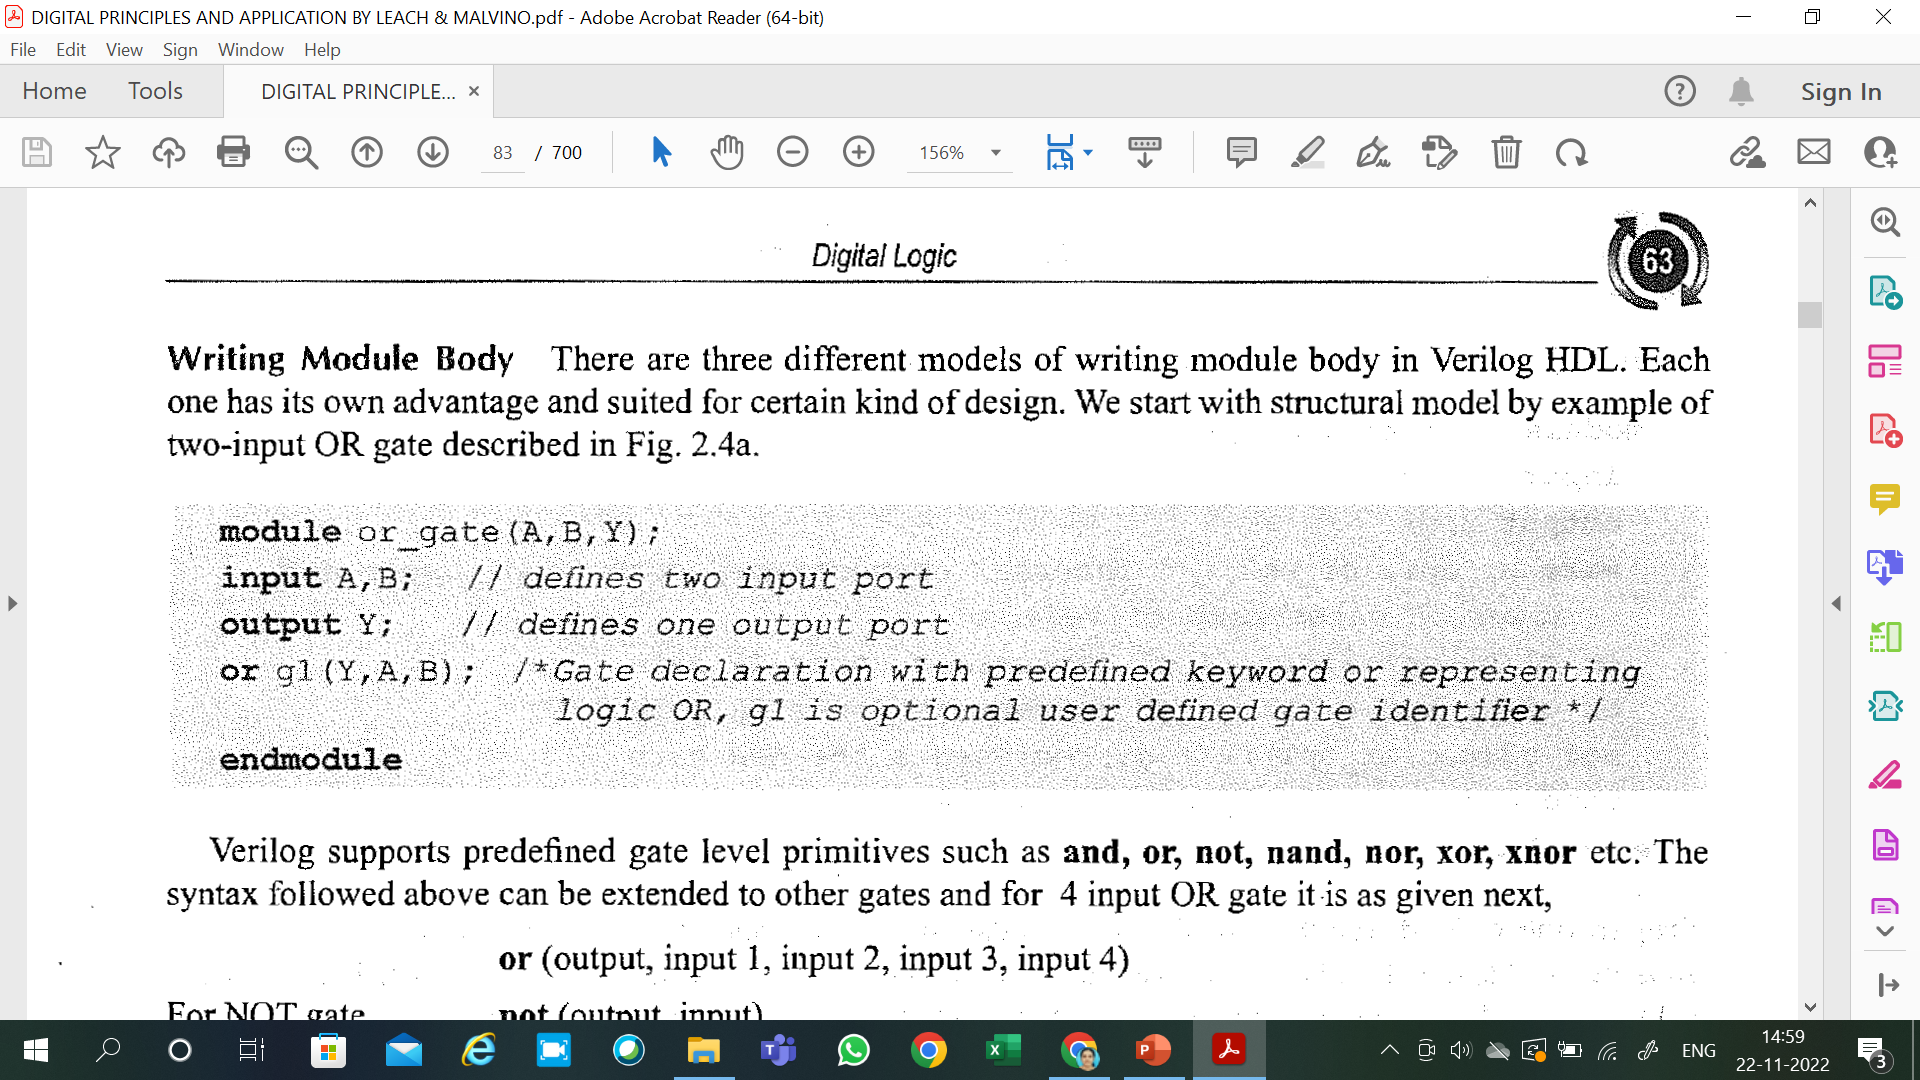 DIGITAL PRINCIPLES AND APPLICATION BY LEACH & MALVINO.pdf - Adobe Acrobat Reader (64-bit)
File Edit View Sign Window Help
Home Tools DIGITAL PRINCIPLE... × Sign In
83 / 700 156%
Digital Logic 63
Writing Module Body There are three different models of writing module body in Verilog HDL. Each
one has its own advantage and suited for certain kind of design. We start with structural model by example of
two-input OR gate described in Fig. 2.4a.
module or_gate(A,B,Y);
input A,B; // defines two input port
output Y; // defines one output port
or g1(Y,A,B); /*Gate declaration with predefined keyword or representing
logic OR, g1 is optional user defined gate identifier */
endmodule
Verilog supports predefined gate level primitives such as and, or, not, nand, nor, xor, xnor etc. The
syntax followed above can be extended to other gates and for 4 input OR gate it is as given next,
or (output, input 1, input 2, input 3, input 4)
For NOT gate not (output, input)
ENG 14:59
22-11-2022 3